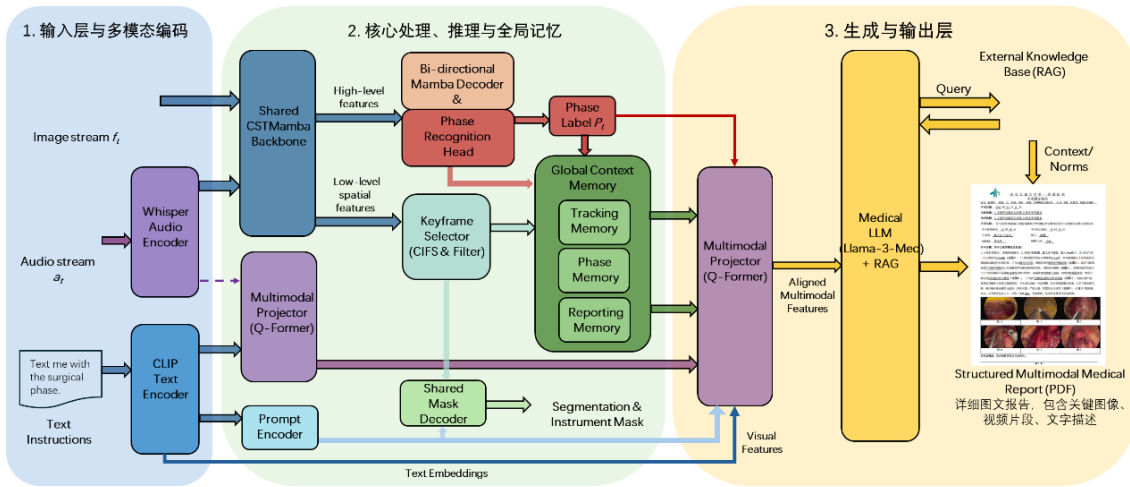 1. 输入层与多模态编码
Image stream fₜ
Whisper
Audio
Encoder
Audio stream
aₜ
Text me with
the surgical
phase.
Text
Instructions
CLIP
Text
Encoder
2. 核心处理、推理与全局记忆
Shared
CSTMamba
Backbone
High-level
features
Low-level
spatial
features
Bi-directional
Mamba Decoder
&
Phase
Recognition
Head
Phase
Label Pₜ
Keyframe
Selector
(CIFS & Filter)
Global Context
Memory
Tracking
Memory
Phase
Memory
Reporting
Memory
Multimodal
Projector
(Q-Former)
Prompt
Encoder
Shared
Mask
Decoder
Segmentation &
Instrument Mask
Text Embeddings
3. 生成与输出层
Multimodal
Projector
(Q-Former)
Aligned
Multimodal
Features
Visual
Features
Medical
LLM
(Llama-3-Med)
+ RAG
External Knowledge
Base (RAG)
Query
Context/
Norms
Structured Multimodal Medical
Report (PDF)
详细图文报告，包含关键图像、
视频片段、文字描述